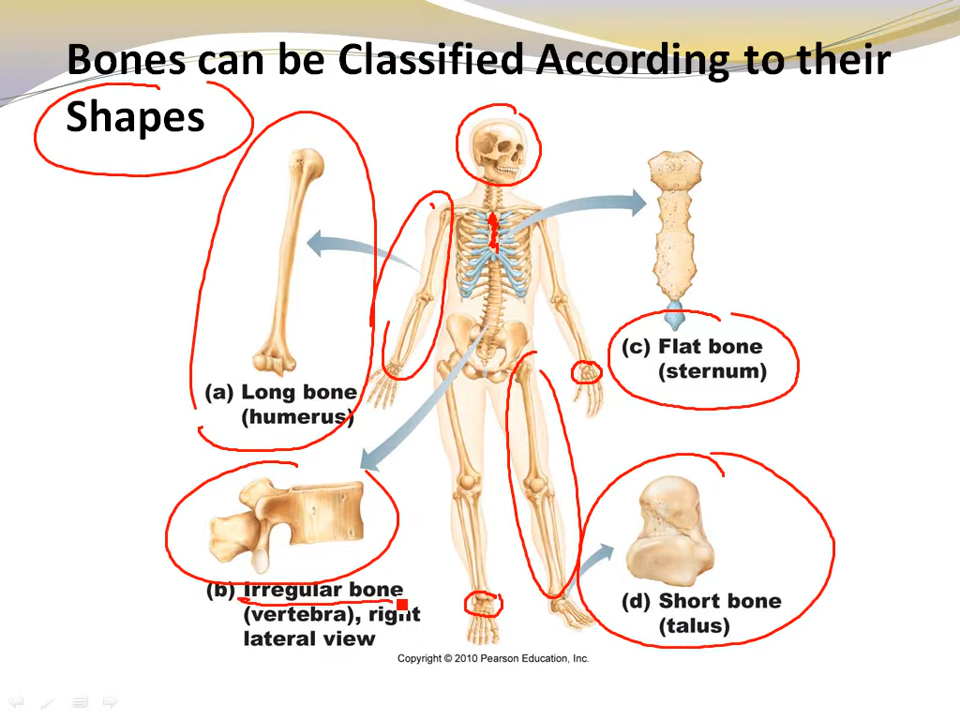 Bones can be Classified According to their
Shapes
(a) Long bone
(humerus)
(c) Flat bone
(sternum)
(b) Irregular bone
(vertebra), right
lateral view
(d) Short bone
(talus)
Copyright © 2010 Pearson Education, Inc.